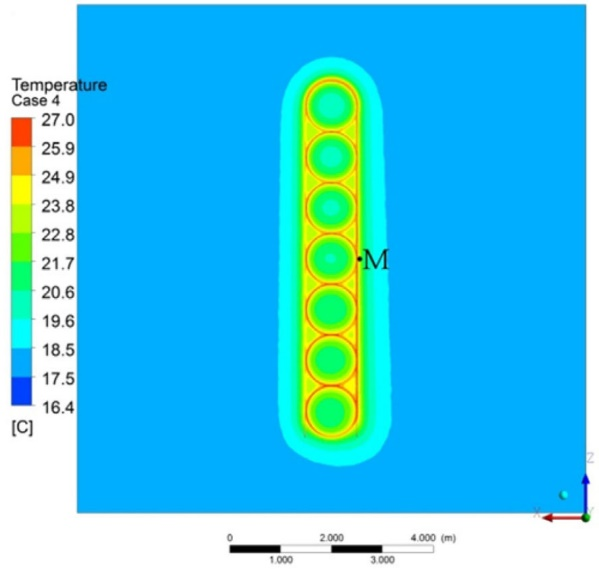 Temperature
Case 4
27.0
25.9
24.9
23.8
22.8
21.7
20.6
19.6
18.5
17.5
16.4
[C]
M
Z
X
Y
0 2.000 4.000 (m)
1.000 3.000